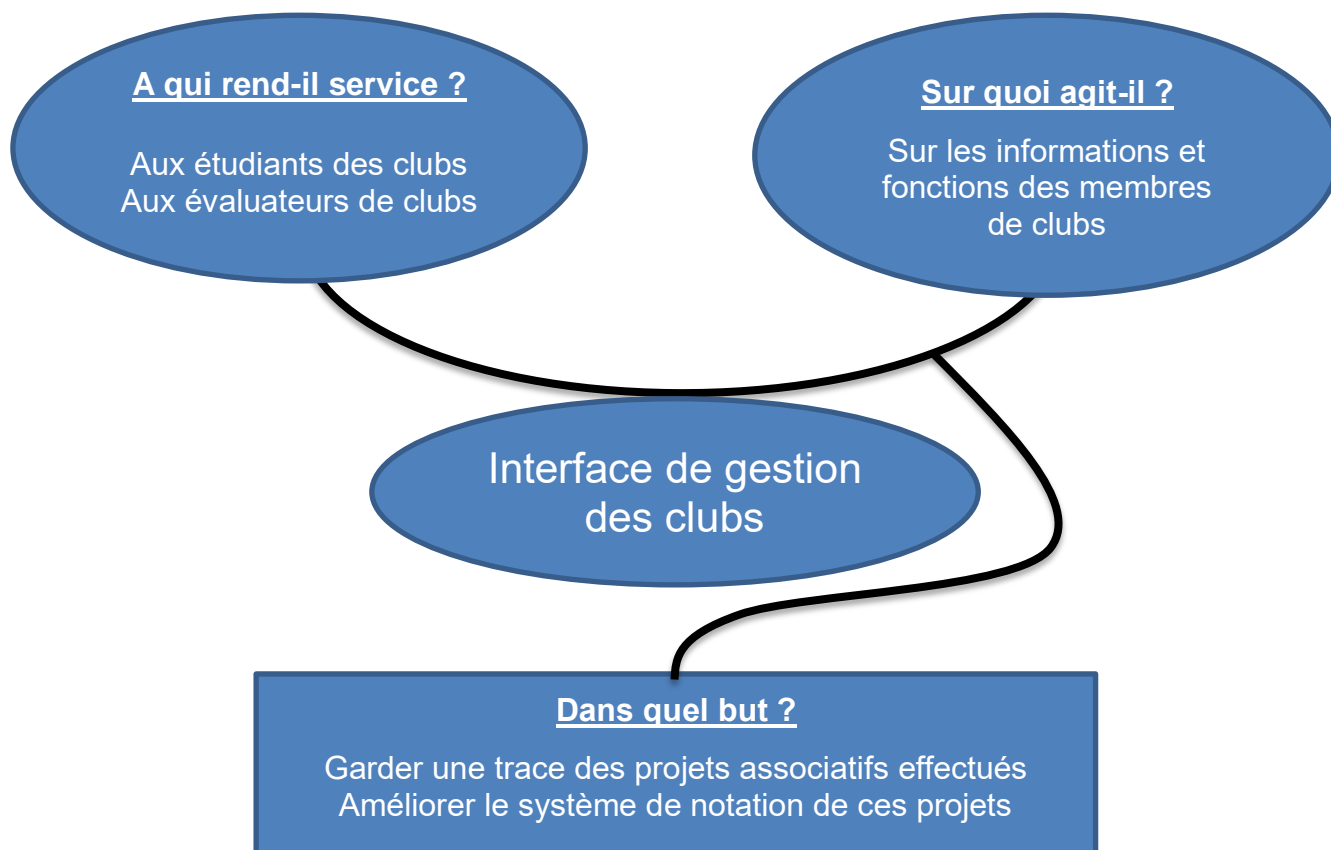 A qui rend-il service ?
Aux étudiants des clubs
Aux évaluateurs de clubs
Sur quoi agit-il ?
Sur les informations et
fonctions des membres
de clubs
Interface de gestion
des clubs
Dans quel but ?
Garder une trace des projets associatifs effectués
Améliorer le système de notation de ces projets